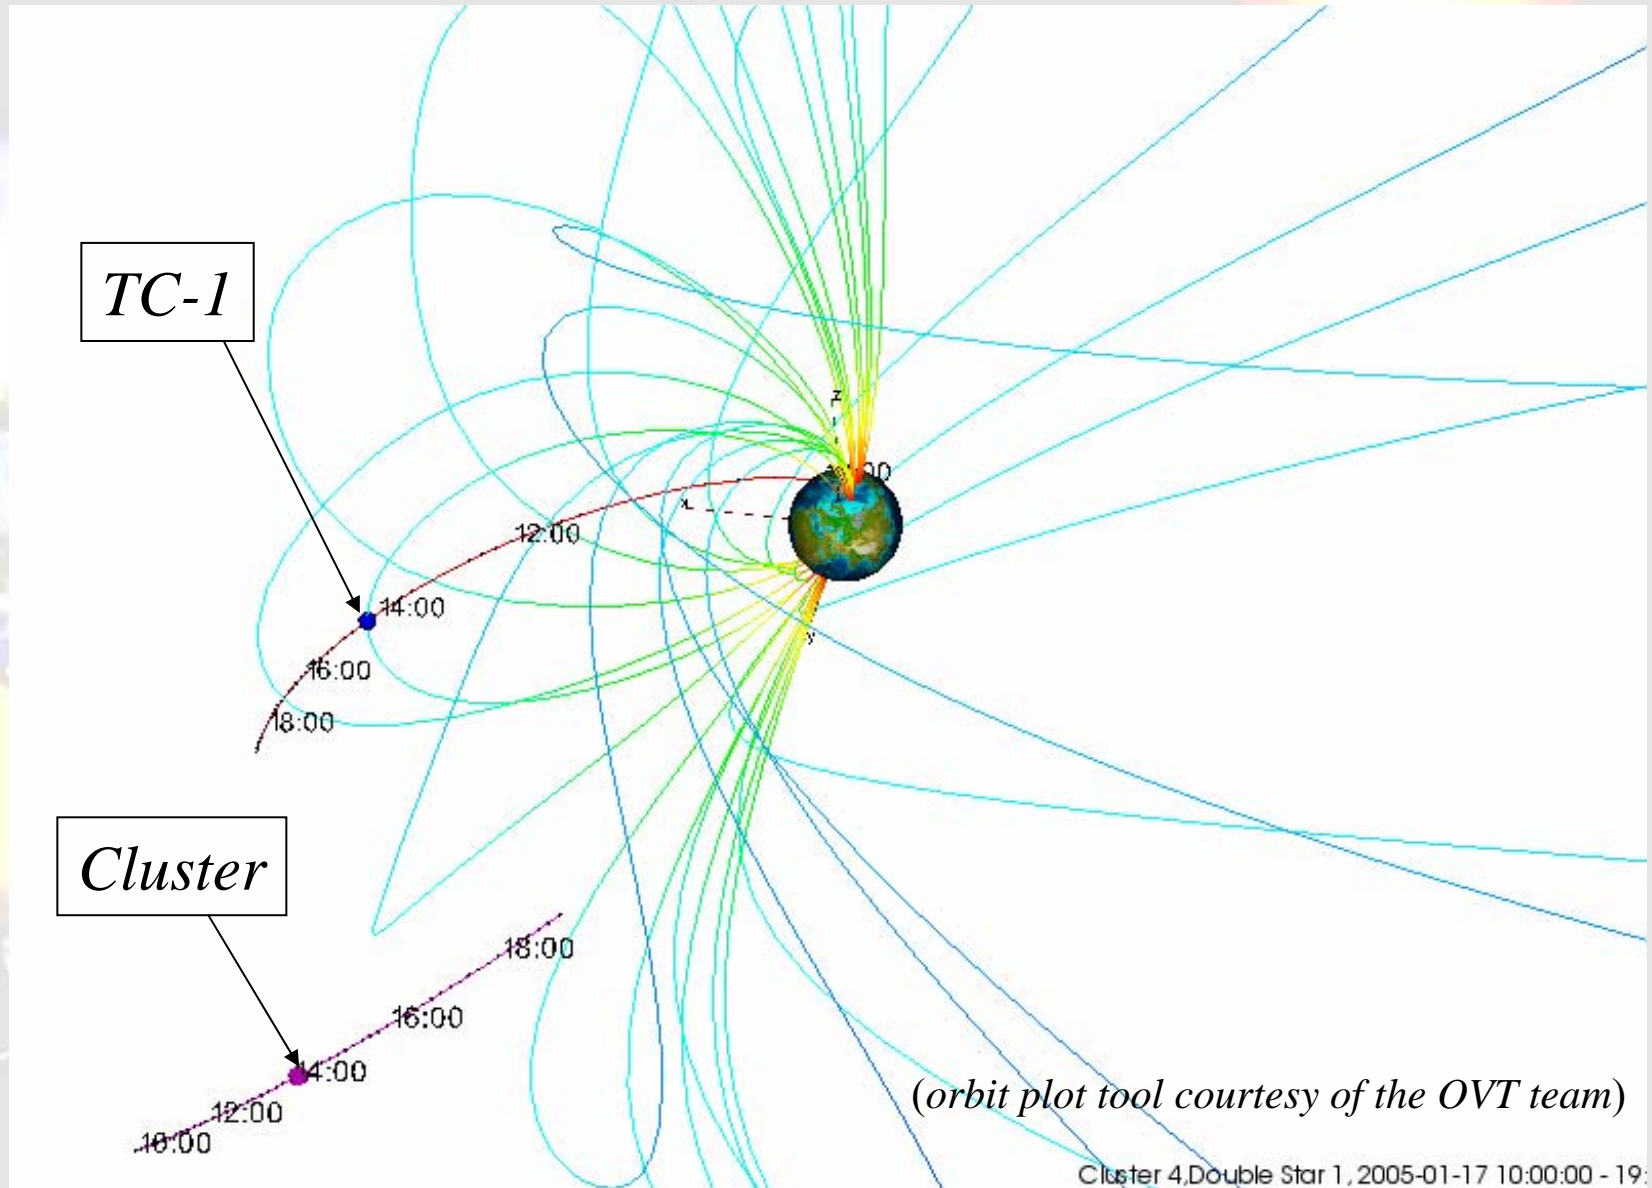 TC-1
z
x
12:00
14:00
y
16:00
18:00
Cluster
18:00
16:00
14:00
12:00
10:00
(orbit plot tool courtesy of the OVT team)
Cluster 4,Double Star 1, 2005-01-17 10:00:00 - 19: